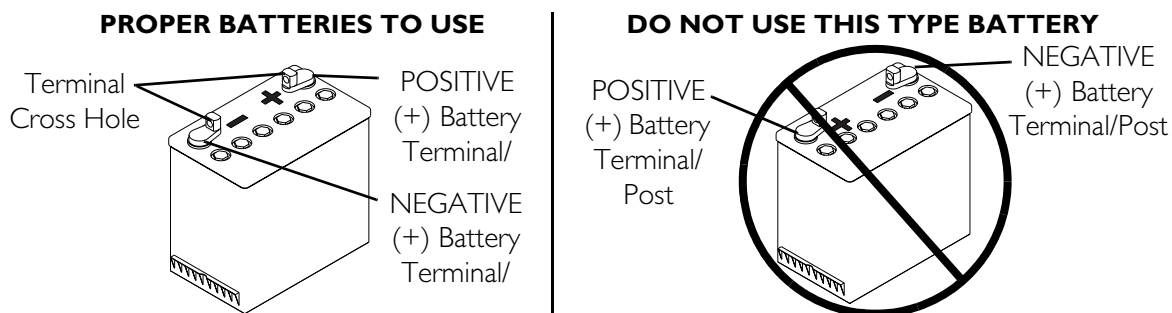 PROPER BATTERIES TO USE
Terminal
Cross Hole
POSITIVE
(+) Battery
Terminal/
NEGATIVE
(+) Battery
Terminal/
DO NOT USE THIS TYPE BATTERY
POSITIVE
(+) Battery
Terminal/
Post
NEGATIVE
(+) Battery
Terminal/Post